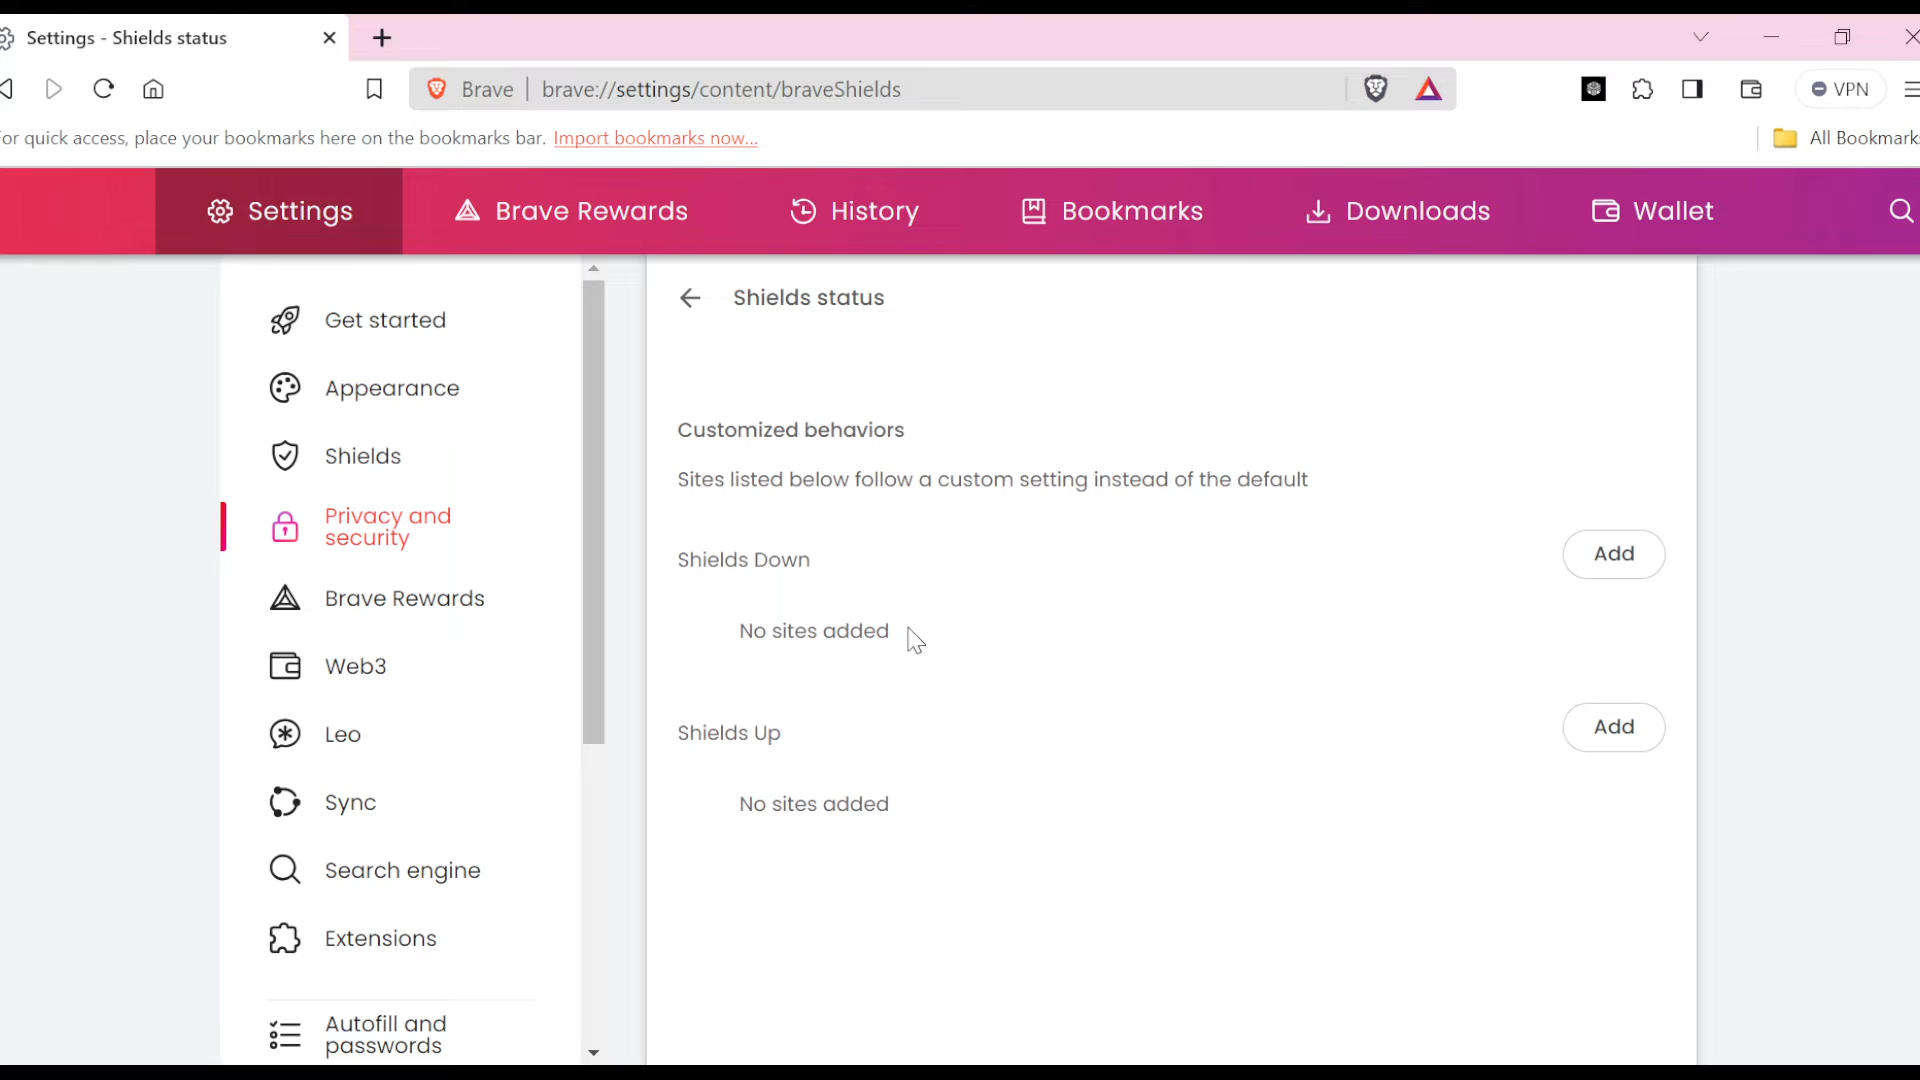 Settings - Shields status
Brave
brave://settings/content/braveShields
VPN
or quick access, place your bookmarks here on the bookmarks bar. Import bookmarks now...
All Bookmarks
Settings
Brave Rewards
History
Bookmarks
Downloads
Wallet
Get started
Appearance
Shields
Privacy and
security
Brave Rewards
Web3
Leo
Sync
Search engine
Extensions
Autofill and
passwords
Shields status
Customized behaviors
Sites listed below follow a custom setting instead of the default
Shields Down
Add
No sites added
Shields Up
Add
No sites added